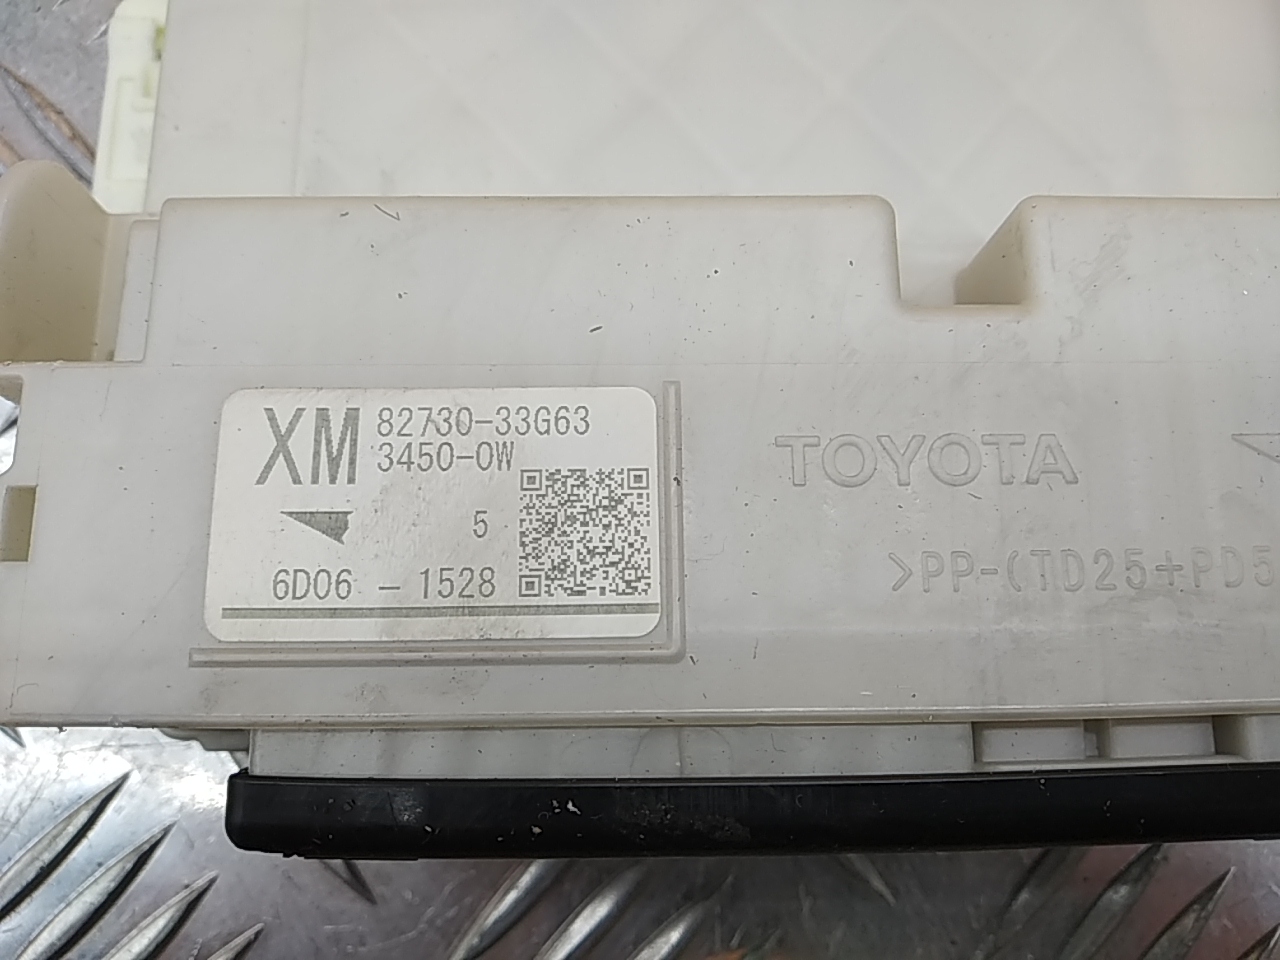 XM 82730-33G63
3450-0W
5
6D06 - 1528
TOYOTA
>PP-(TD25+PD5